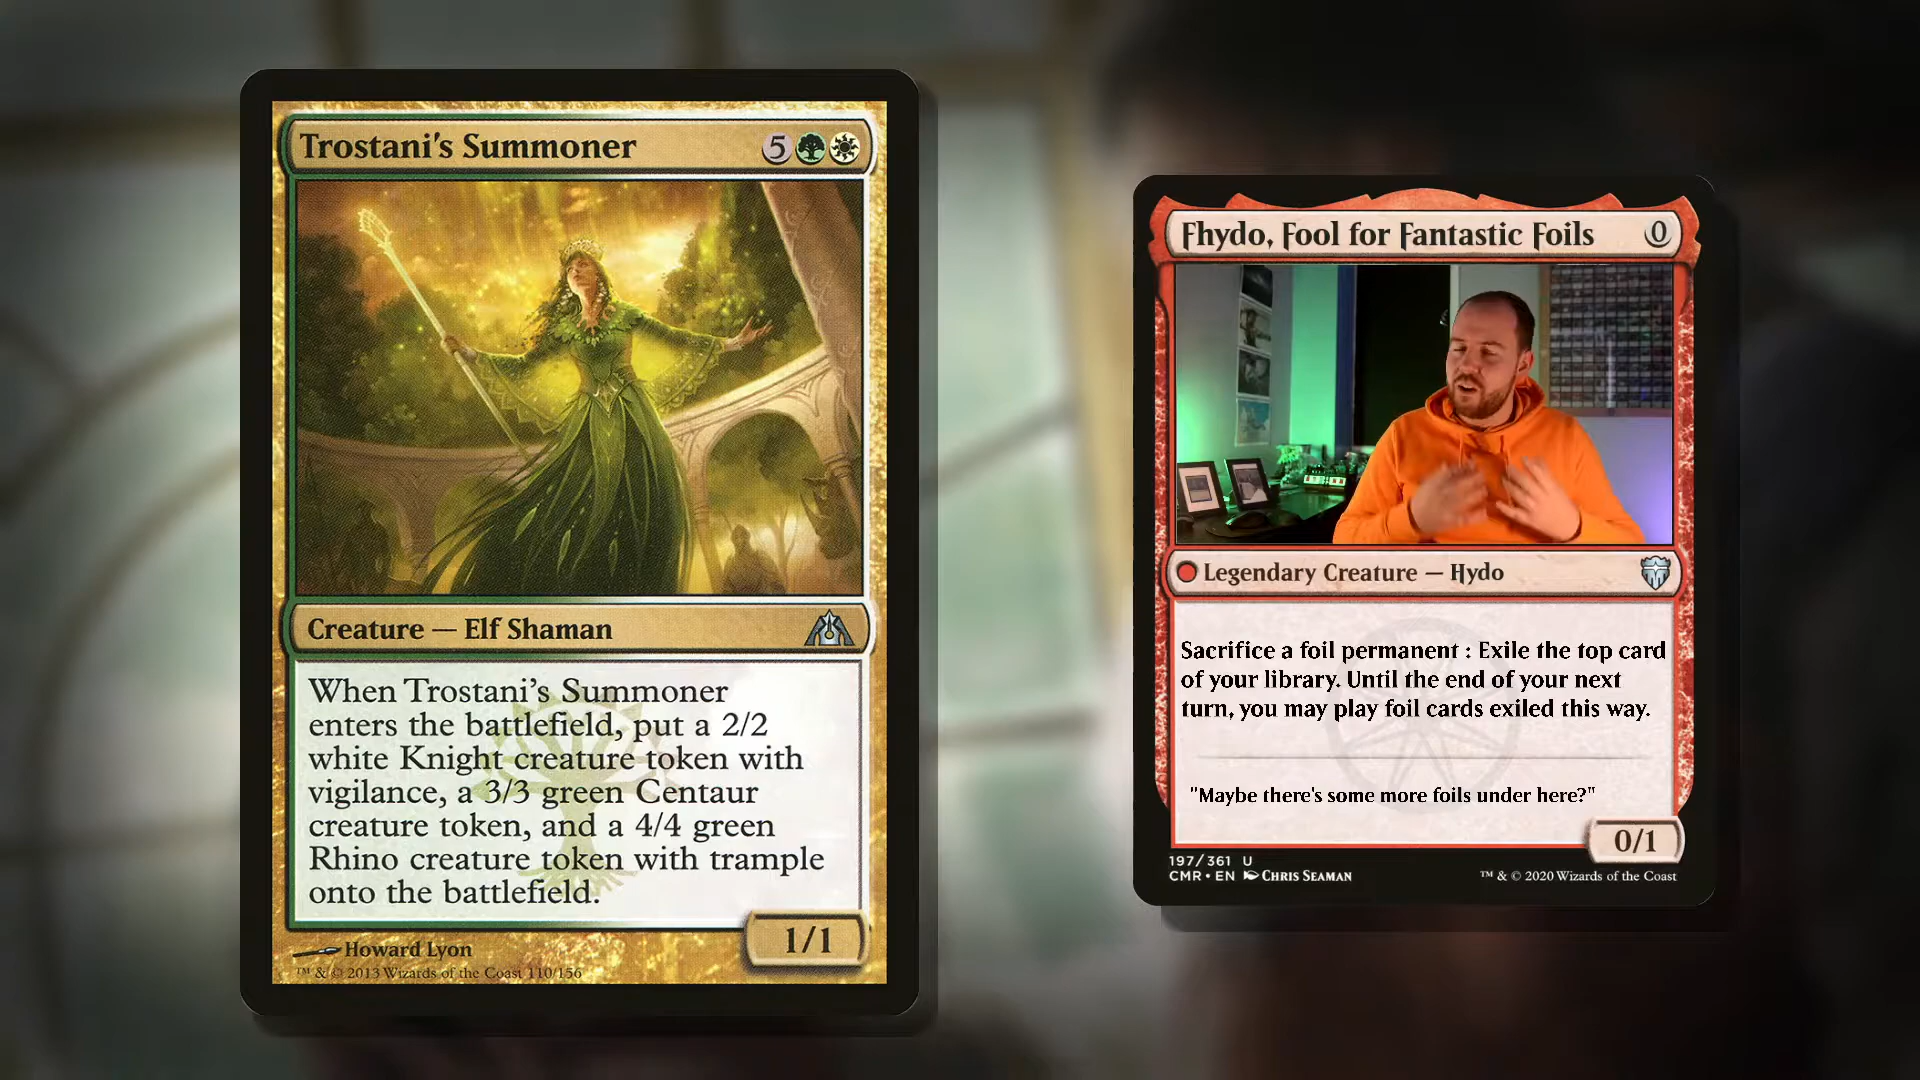 Trostani's Summoner
5
Creature — Elf Shaman
When Trostani's Summoner
enters the battlefield, put a 2/2
white Knight creature token with
vigilance, a 3/3 green Centaur
creature token, and a 4/4 green
Rhino creature token with trample
onto the battlefield.
1/1
Howard Lyon
™ & © 2013 Wizards of the Coast 110/156
Fhydo, Fool for Fantastic Foils
0
Legendary Creature — Hydo
Sacrifice a foil permanent : Exile the top card
of your library. Until the end of your next
turn, you may play foil cards exiled this way.
"Maybe there's some more foils under here?"
0/1
197/361 U
CMR • EN Chris Seaman
™ & © 2020 Wizards of the Coast